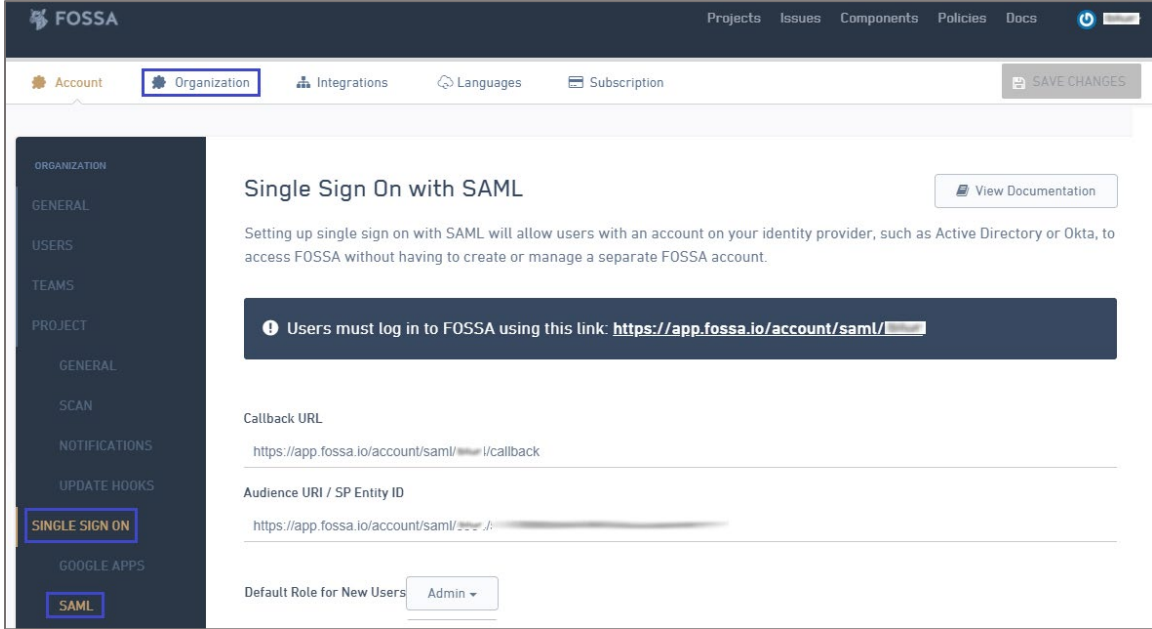 FOSSA
Projects Issues Components Policies Docs
Account Organization Integrations Languages Subscription SAVE CHANGES
ORGANIZATION
GENERAL
USERS
TEAMS
PROJECT
GENERAL
SCAN
NOTIFICATIONS
UPDATE HOOKS
SINGLE SIGN ON
GOOGLE APPS
SAML
Single Sign On with SAML
View Documentation
Setting up single sign on with SAML will allow users with an account on your identity provider, such as Active Directory or Okta, to
access FOSSA without having to create or manage a separate FOSSA account.
Users must log in to FOSSA using this link: https://app.fossa.io/account/saml/
Callback URL
https://app.fossa.io/account/saml/ /callback
Audience URI / SP Entity ID
https://app.fossa.io/account/saml/
Default Role for New Users Admin